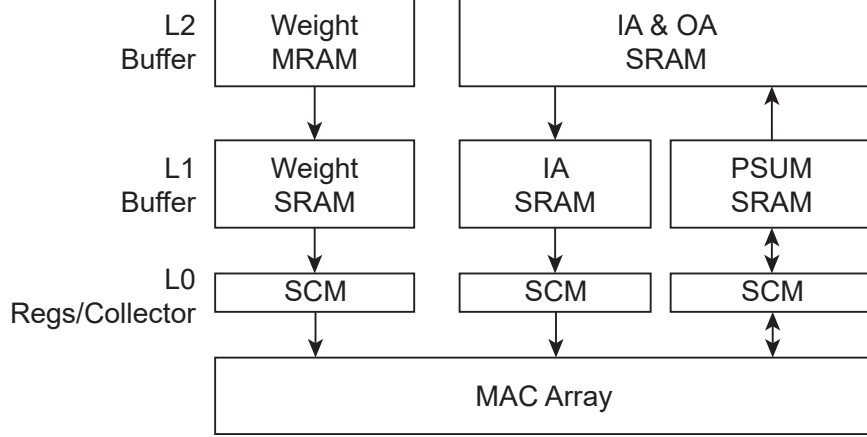 L2
Buffer
Weight
MRAM
IA & OA
SRAM
L1
Buffer
Weight
SRAM
IA
SRAM
PSUM
SRAM
L0
Regs/Collector
SCM
SCM
SCM
MAC Array